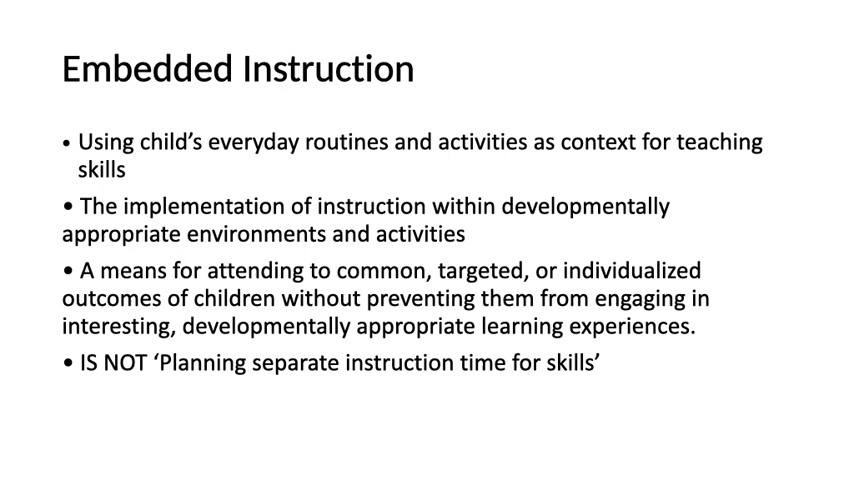 Embedded Instruction
• Using child’s everyday routines and activities as context for teaching
skills
• The implementation of instruction within developmentally
appropriate environments and activities
• A means for attending to common, targeted, or individualized
outcomes of children without preventing them from engaging in
interesting, developmentally appropriate learning experiences.
• IS NOT ‘Planning separate instruction time for skills’